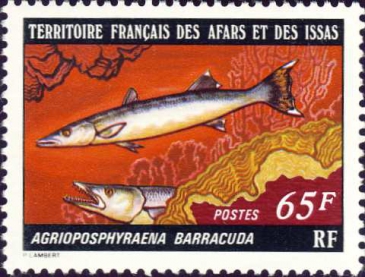 TERRITOIRE FRANÇAIS DES AFARS ET DES ISSAS
POSTES 65F
AGRIOPOSPHYRAENA BARRACUDA RF
P. LAMBERT